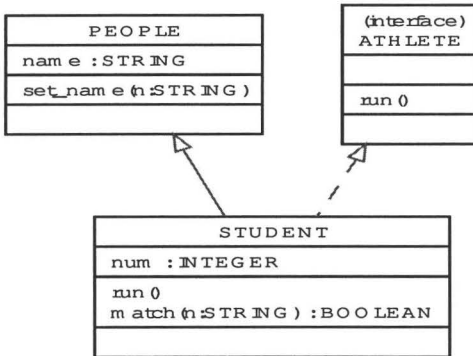 PEOPLE
name :STRING
set_name(n:STRING)
(interface)
ATHLETE
run()
STUDENT
num :INTEGER
run()
match(n:STRING) :BOOLEAN